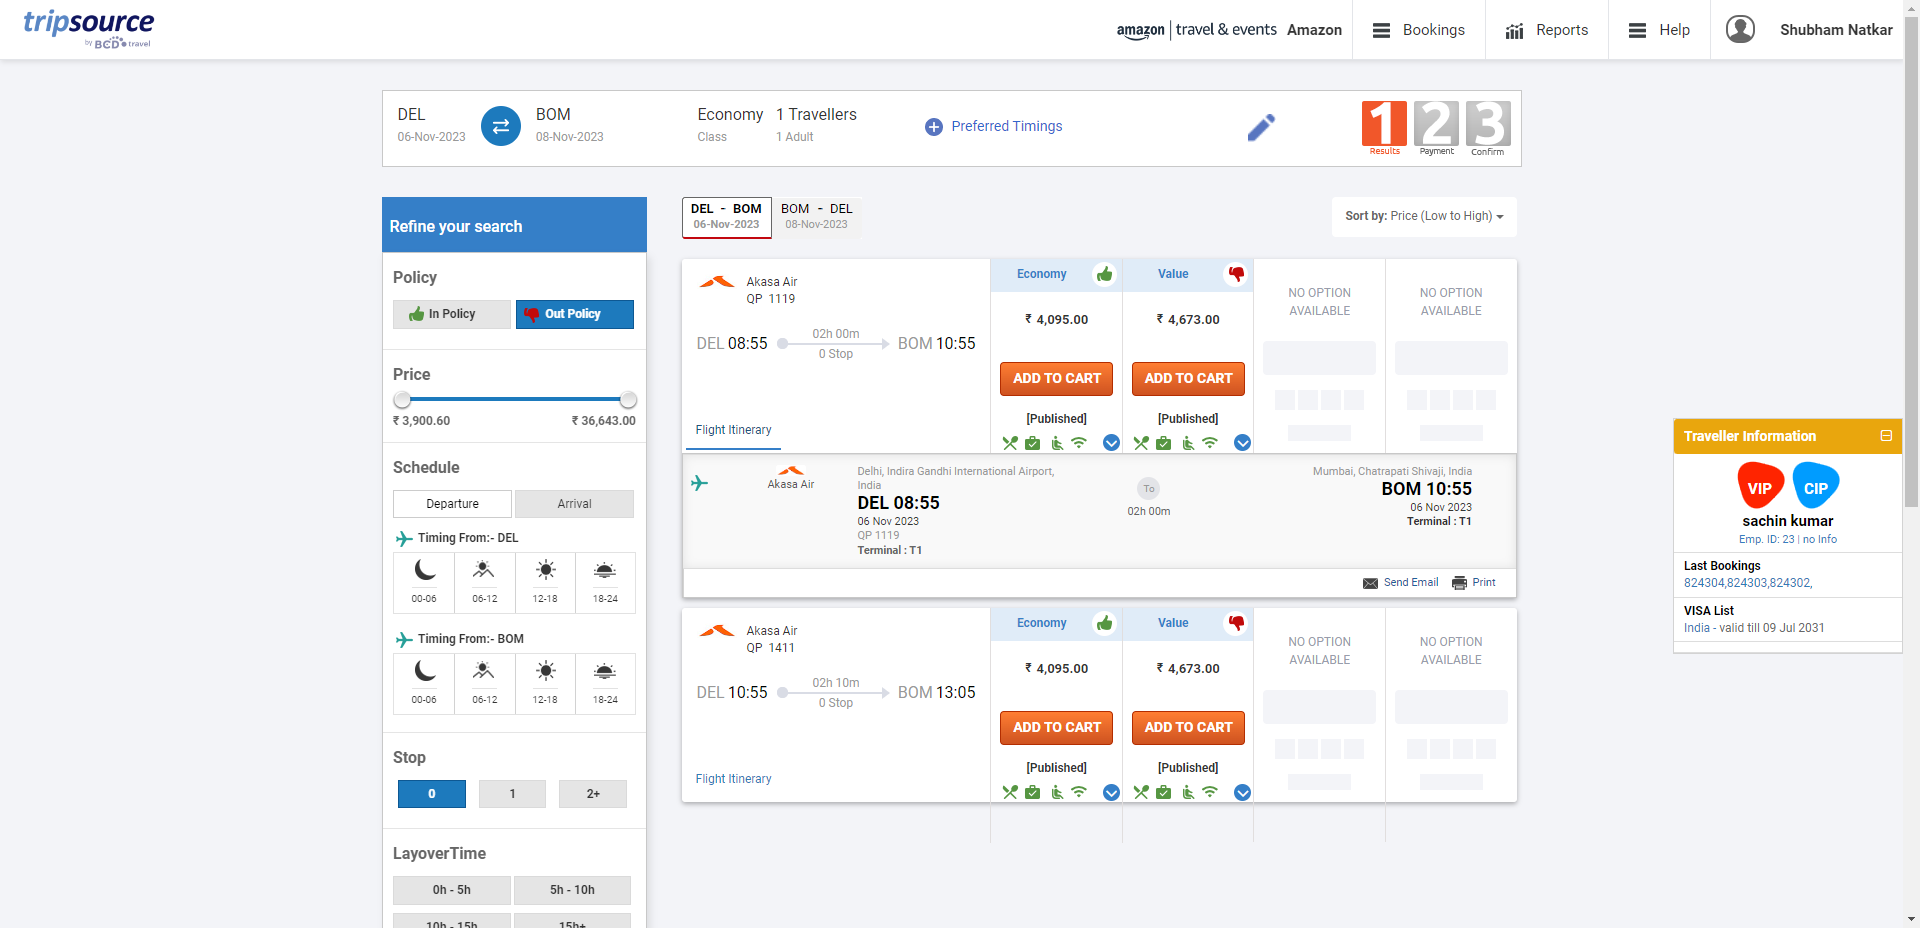 tripsource
by BCD travel
amazon | travel & events Amazon
Bookings
Reports
Help
Shubham Natkar
DEL
06-Nov-2023
BOM
08-Nov-2023
Economy
Class
1 Travellers
1 Adult
Preferred Timings
1 2 3
Results Payment Confirm
Refine your search
Policy
In Policy Out Policy
Price
₹ 3,900.60 ₹ 36,643.00
Schedule
Departure Arrival
Timing From:- DEL
00-06 06-12 12-18 18-24
Timing From:- BOM
00-06 06-12 12-18 18-24
Stop
0 1 2+
LayoverTime
0h - 5h 5h - 10h
10h - 15h 15h+
DEL - BOM
06-Nov-2023
BOM - DEL
08-Nov-2023
Sort by: Price (Low to High)
Akasa Air
QP 1119
DEL 08:55
02h 00m
0 Stop
BOM 10:55
Flight Itinerary
Economy
₹ 4,095.00
ADD TO CART
[Published]
Value
₹ 4,673.00
ADD TO CART
[Published]
NO OPTION
AVAILABLE
NO OPTION
AVAILABLE
Akasa Air
Delhi, Indira Gandhi International Airport,
India
DEL 08:55
06 Nov 2023
QP 1119
Terminal : T1
To
02h 00m
Mumbai, Chatrapati Shivaji, India
BOM 10:55
06 Nov 2023
Terminal : T1
Send Email Print
Akasa Air
QP 1411
DEL 10:55
02h 10m
0 Stop
BOM 13:05
Flight Itinerary
Economy
₹ 4,095.00
ADD TO CART
[Published]
Value
₹ 4,673.00
ADD TO CART
[Published]
NO OPTION
AVAILABLE
NO OPTION
AVAILABLE
Traveller Information
VIP CIP
sachin kumar
Emp. ID: 23 | no Info
Last Bookings
824304,824303,824302,
VISA List
India - valid till 09 Jul 2031